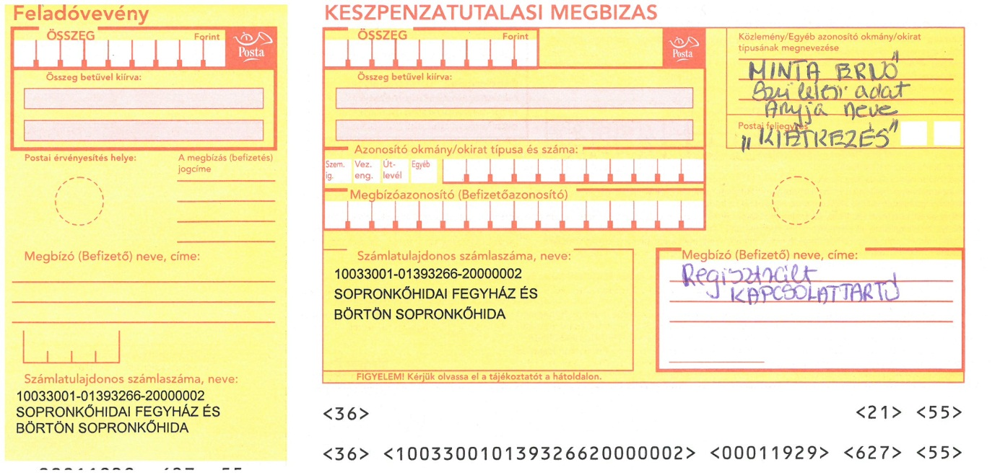 Feladóvevény
ÖSSZEG
Forint
Posta
Összeg betűvel kiírva:
Postai érvényesítés helye:
A megbízás (befizetés)
jogcíme
Megbízó (Befizető) neve, címe:
Számlatulajdonos számlaszáma, neve:
10033001-01393266-20000002
SOPRONKŐHIDAI FEGYHÁZ ÉS
BÖRTÖN SOPRONKŐHIDA
KESZPENZATUTALASI MEGBIZAS
ÖSSZEG
Forint
Posta
Összeg betűvel kiírva:
Azonosító okmány/okirat típusa és száma:
Szem. ig.
Vez. eng.
Út- levél
Egyéb
Megbízóazonosító (Befizetőazonosító)
Közlemény/Egyéb azonosító okmány/okirat
típusának megnevezése
MINTA ERNŐ"
adat
Anyja neve
Postai feljegyzés
„KIÉTKEZÉS"
Számlatulajdonos számlaszáma, neve:
10033001-01393266-20000002
SOPRONKŐHIDAI FEGYHÁZ ÉS
BÖRTÖN SOPRONKŐHIDA
Megbízó (Befizető) neve, címe:
Regisztrált
KAPCSOLATTARTÓ
FIGYELEM! Kérjük olvassa el a tájékoztatót a hátoldalon.
<36> <21> <55>
<36> <100330010139326620000002> <00011929> <627> <55>